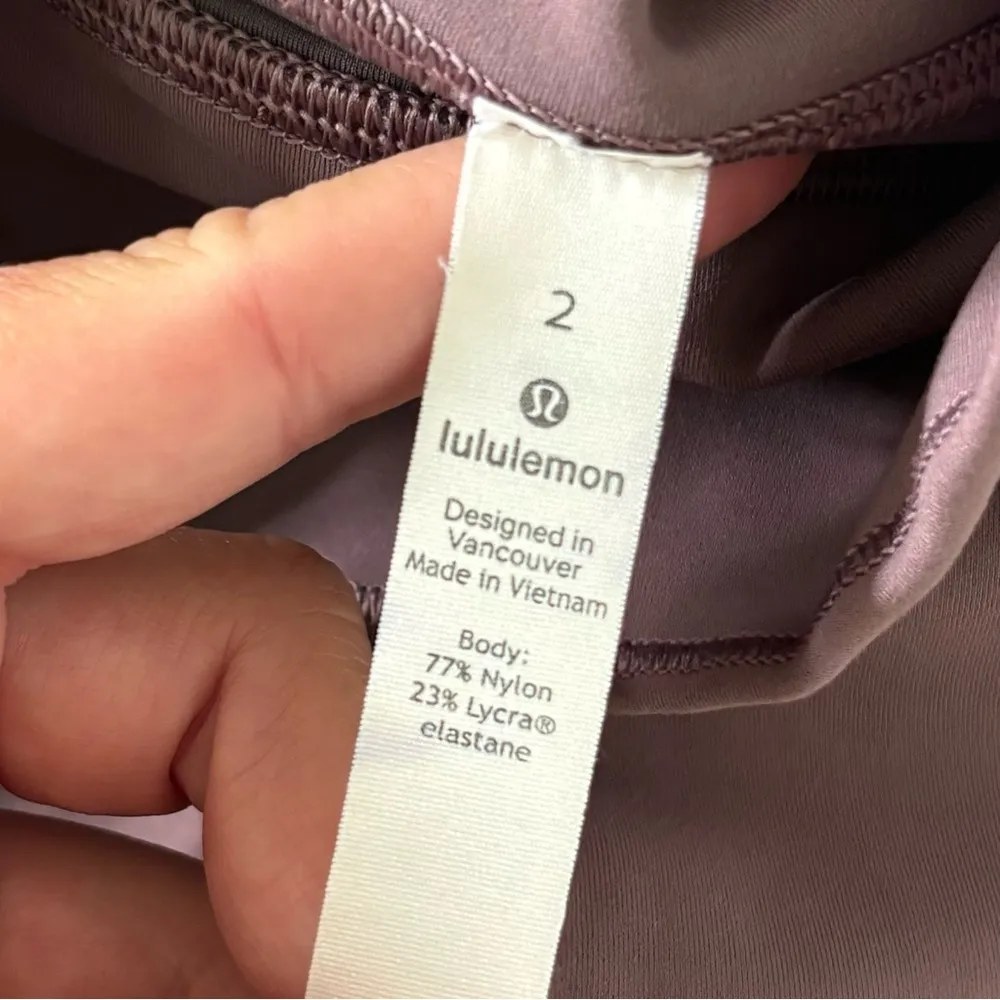 2
lululemon
Designed in
Vancouver
Made in Vietnam
Body:
77% Nylon
23% Lycra®
elastane